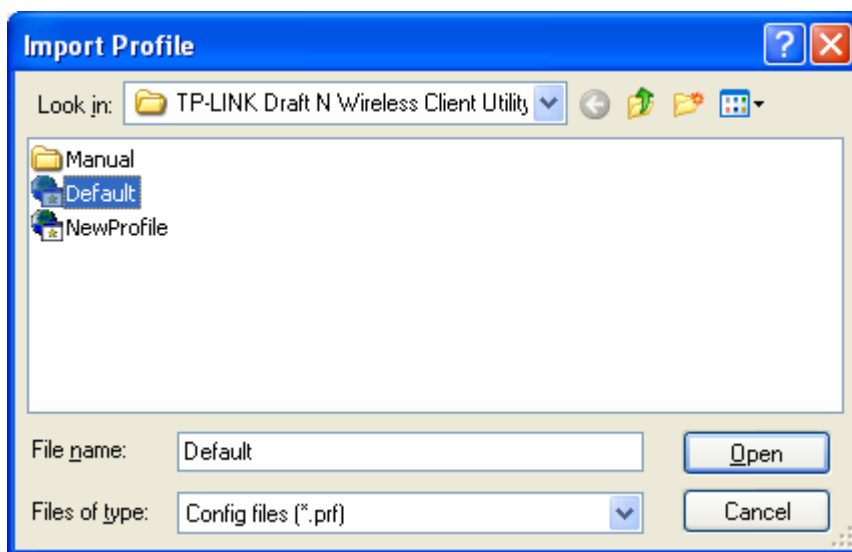 Import Profile
Look in: TP-LINK Draft N Wireless Client Utility
Manual
Default
NewProfile
File name: Default Open
Files of type: Config files (*.prf) Cancel